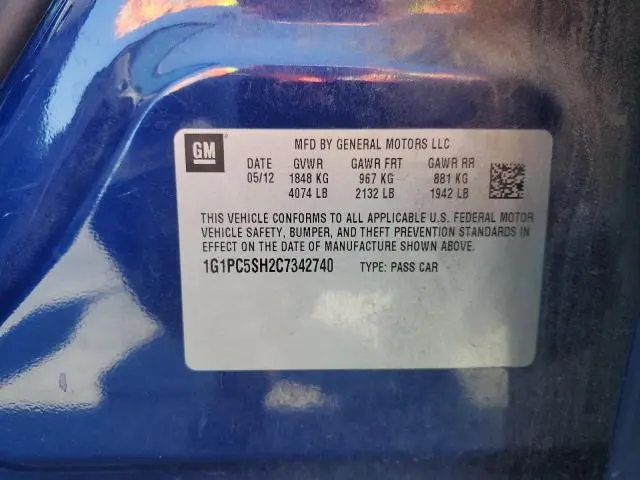 GM
MFD BY GENERAL MOTORS LLC
DATE GVWR GAWR FRT GAWR RR
05/12 1848 KG 967 KG 881 KG
4074 LB 2132 LB 1942 LB
THIS VEHICLE CONFORMS TO ALL APPLICABLE U.S. FEDERAL MOTOR
VEHICLE SAFETY, BUMPER, AND THEFT PREVENTION STANDARDS IN
EFFECT ON THE DATE OF MANUFACTURE SHOWN ABOVE.
1G1PC5SH2C7342740 TYPE: PASS CAR